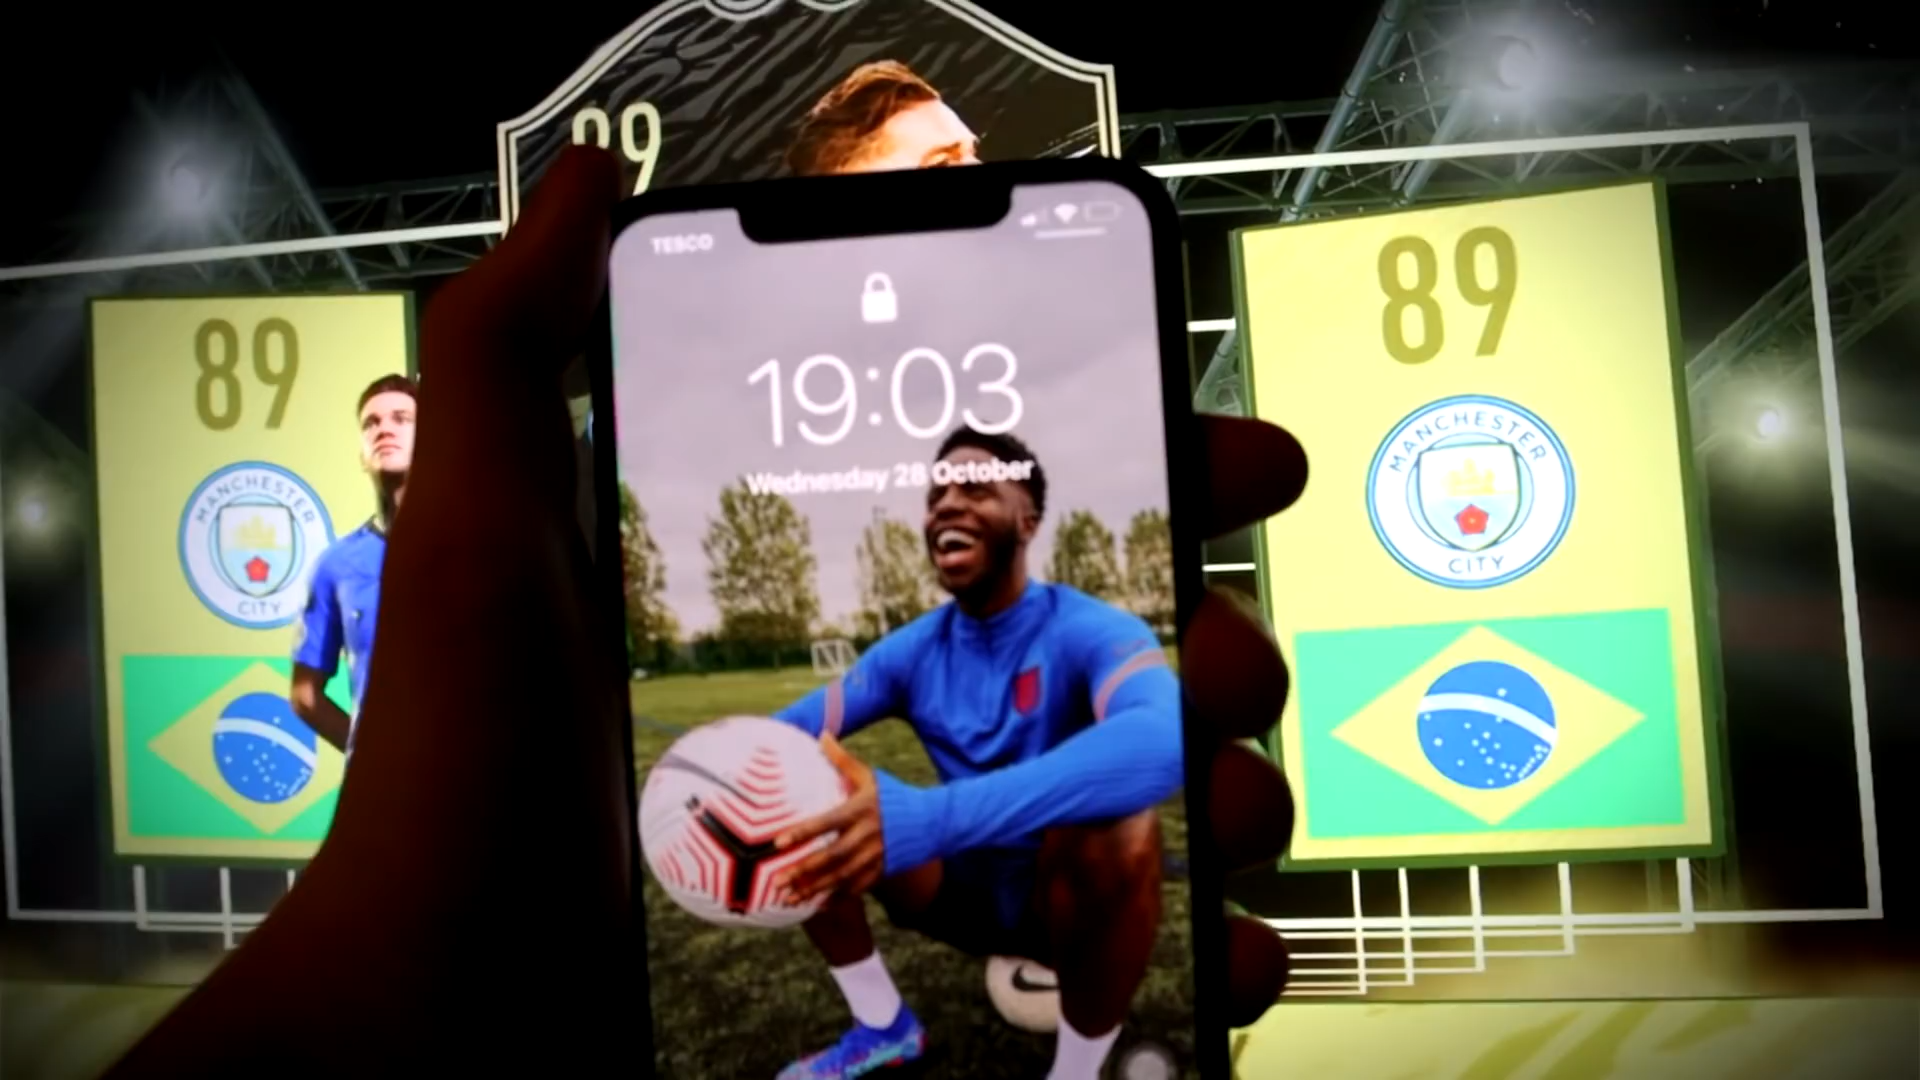 89
TESCO
19:03
Wednesday 28 October
89
MANCHESTER
CITY
89
MANCHESTER
CITY